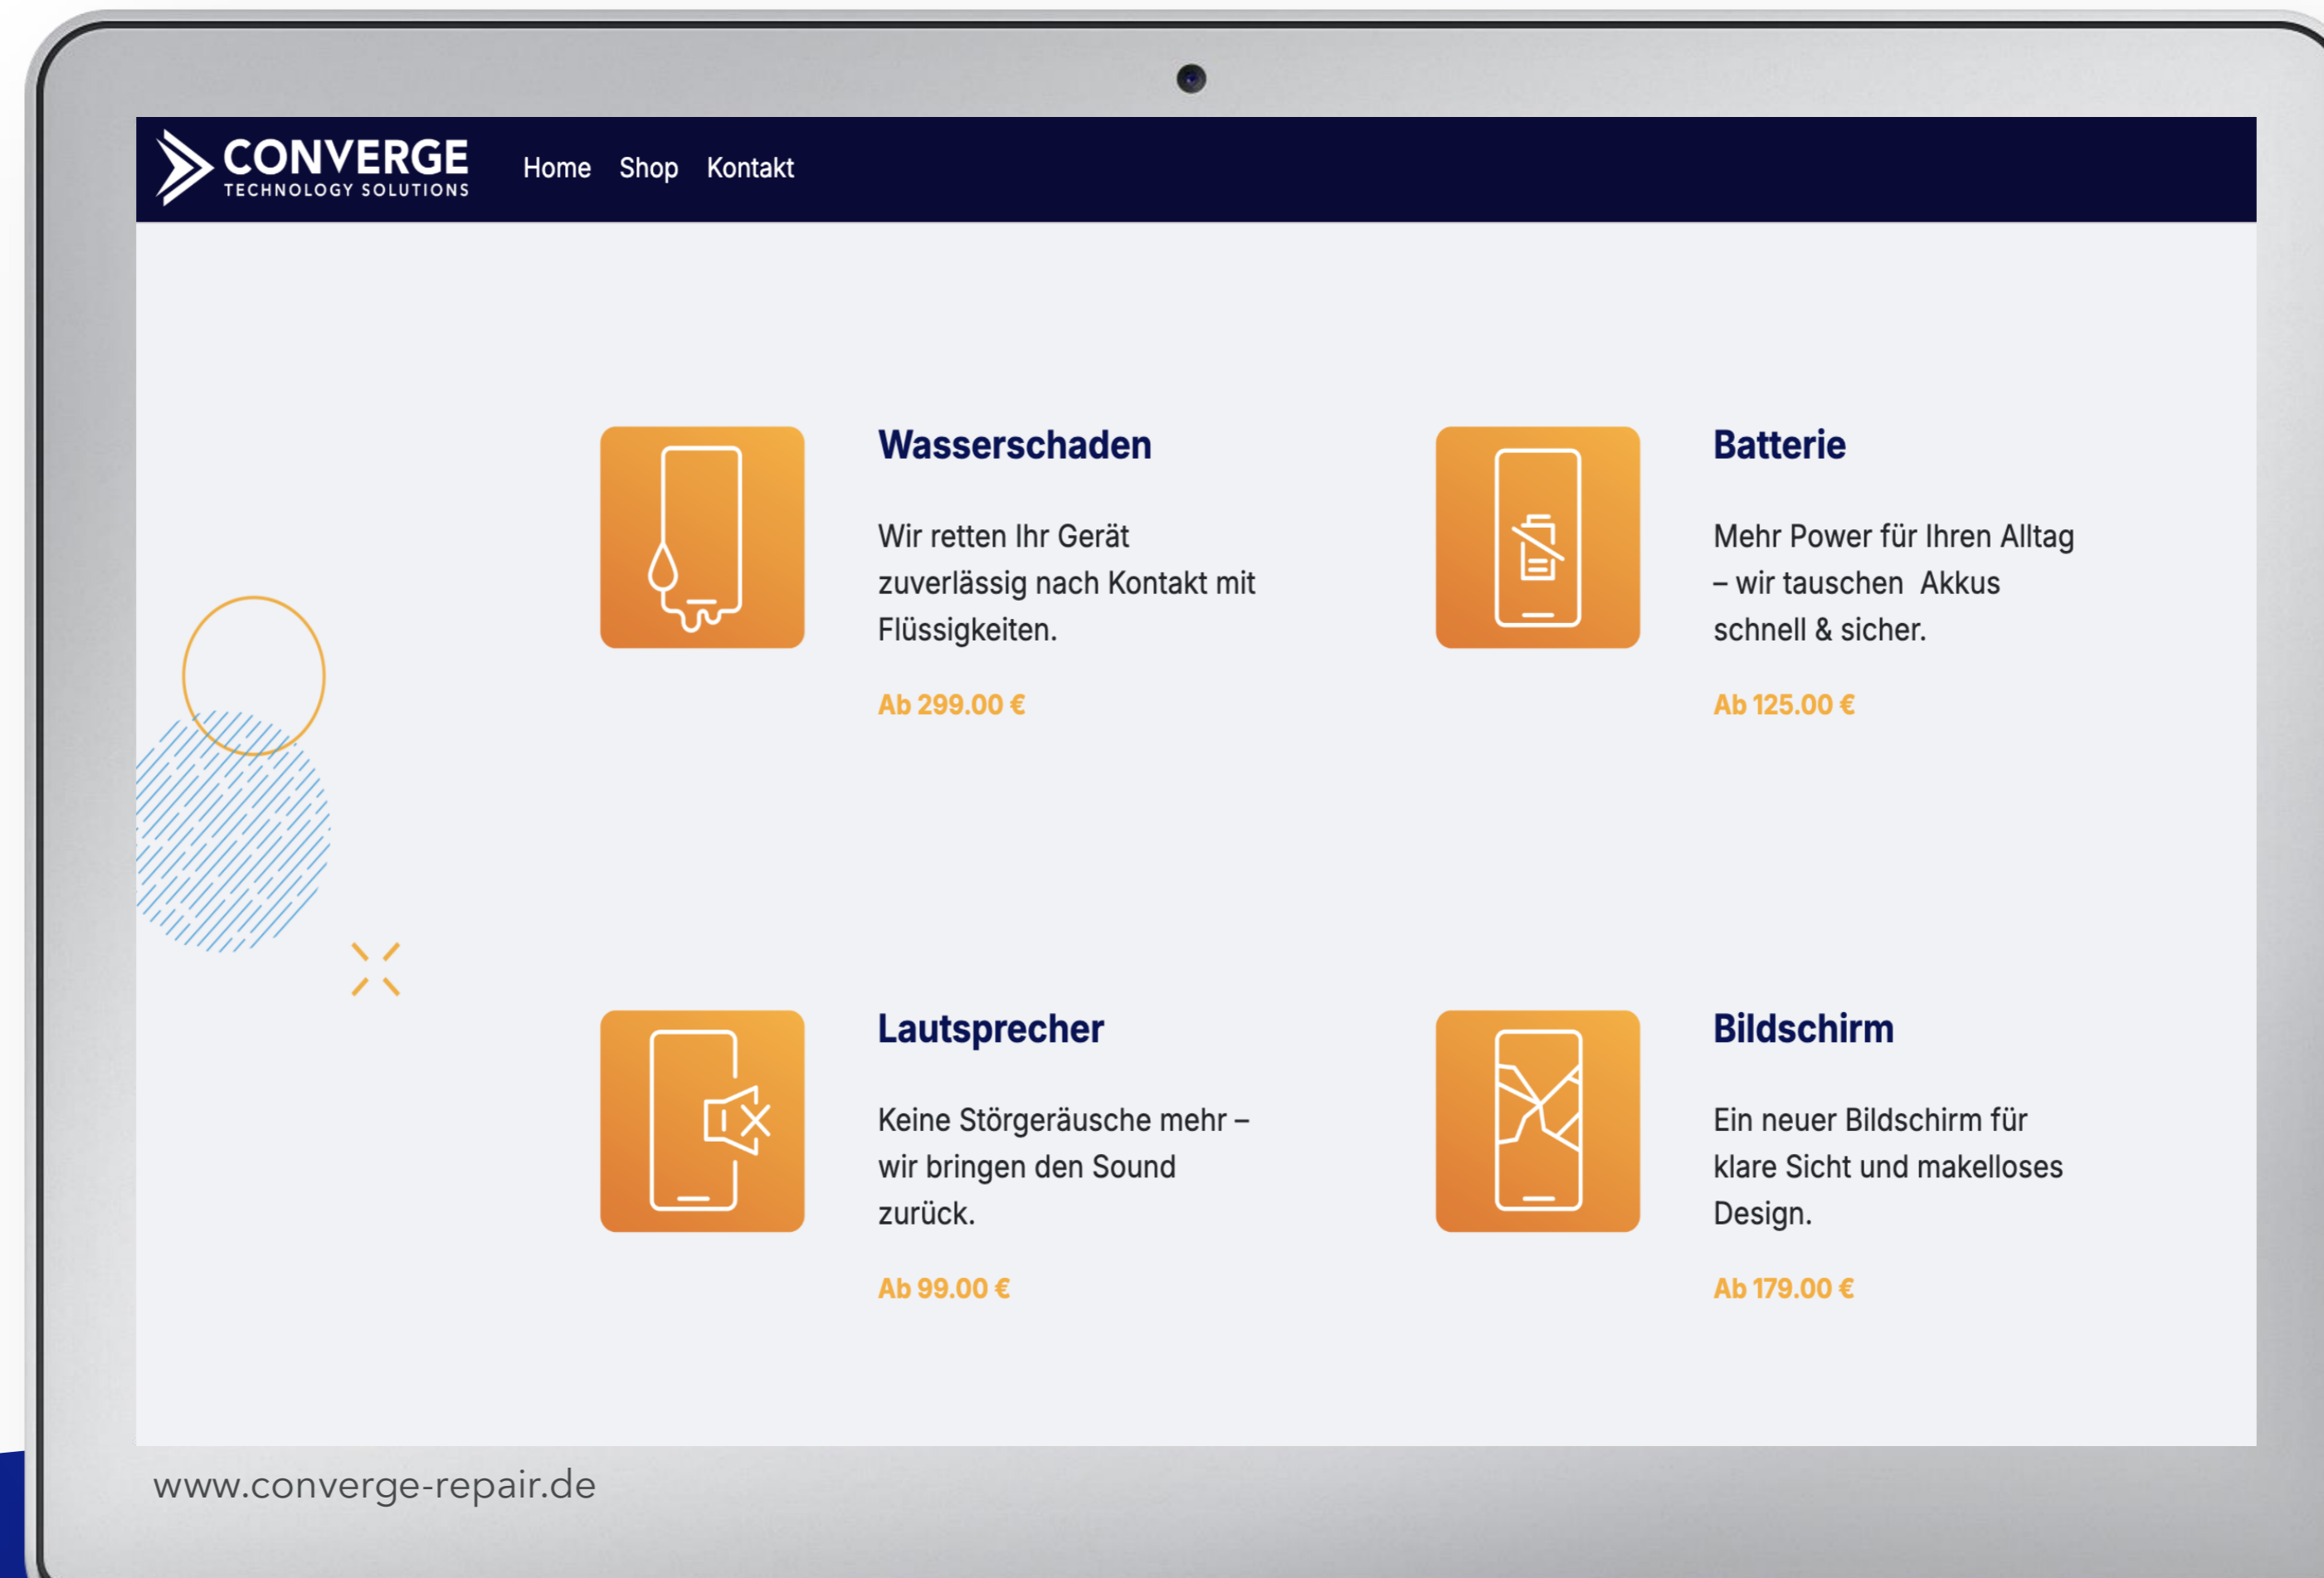 CONVERGE
TECHNOLOGY SOLUTIONS
Home Shop Kontakt
Wasserschaden
Wir retten Ihr Gerät
zuverlässig nach Kontakt mit
Flüssigkeiten.
Ab 299.00 €
Batterie
Mehr Power für Ihren Alltag
– wir tauschen  Akkus
schnell & sicher.
Ab 125.00 €
Lautsprecher
Keine Störgeräusche mehr –
wir bringen den Sound
zurück.
Ab 99.00 €
Bildschirm
Ein neuer Bildschirm für
klare Sicht und makelloses
Design.
Ab 179.00 €
www.converge-repair.de